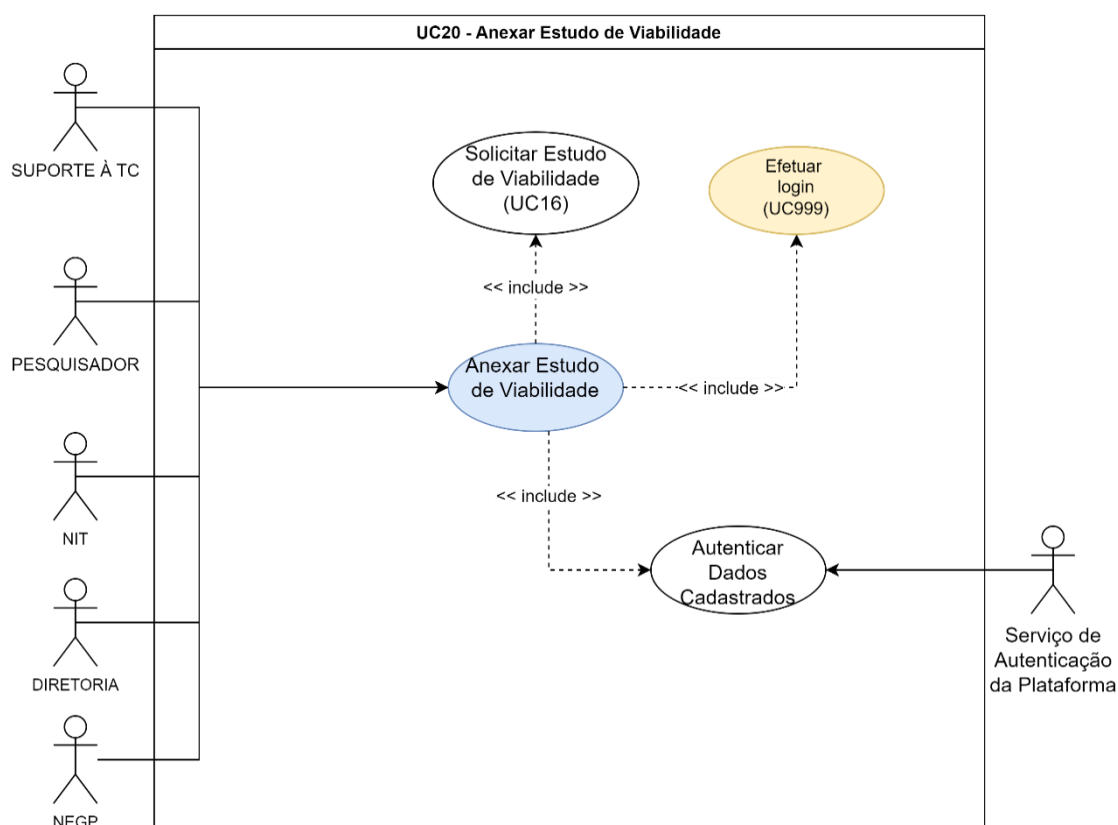 UC20 - Anexar Estudo de Viabilidade
SUPORTE À TC
Solicitar Estudo
de Viabilidade
(UC16)
Efetuar
login
(UC999)
<< include >>
PESQUISADOR
Anexar Estudo
de Viabilidade
<< include >>
<< include >>
NIT
Autenticar
Dados
Cadastrados
Serviço de
Autenticação
da Plataforma
DIRETORIA
NEGP